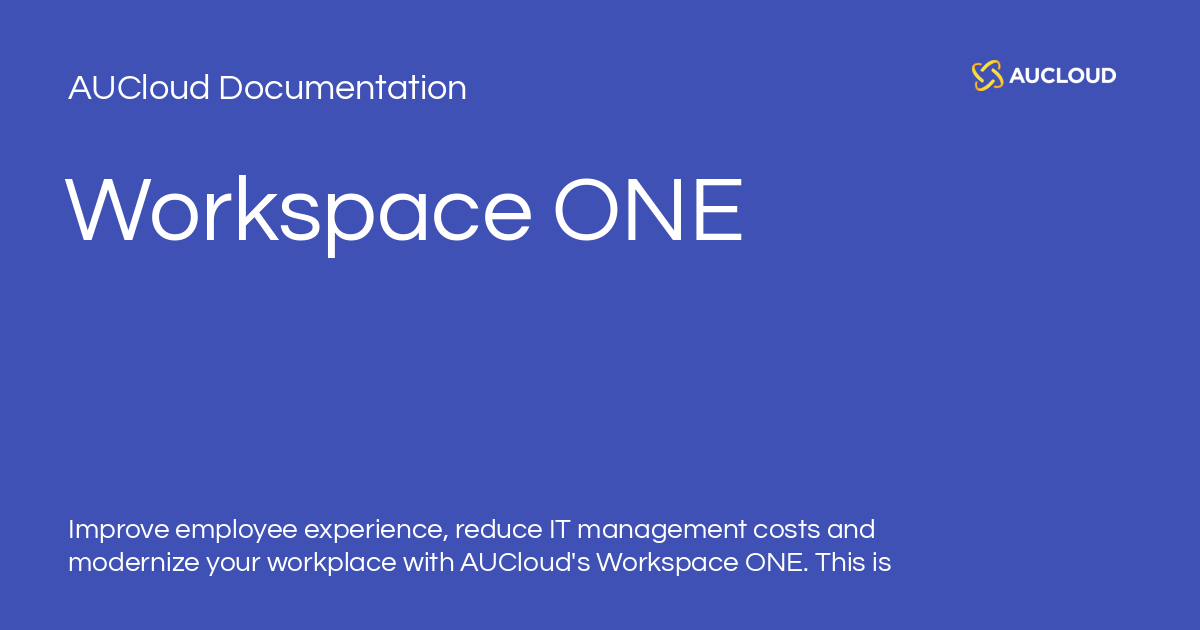 AUCloud Documentation
AUCLOUD
Workspace ONE
Improve employee experience, reduce IT management costs and
modernize your workplace with AUCloud's Workspace ONE. This is